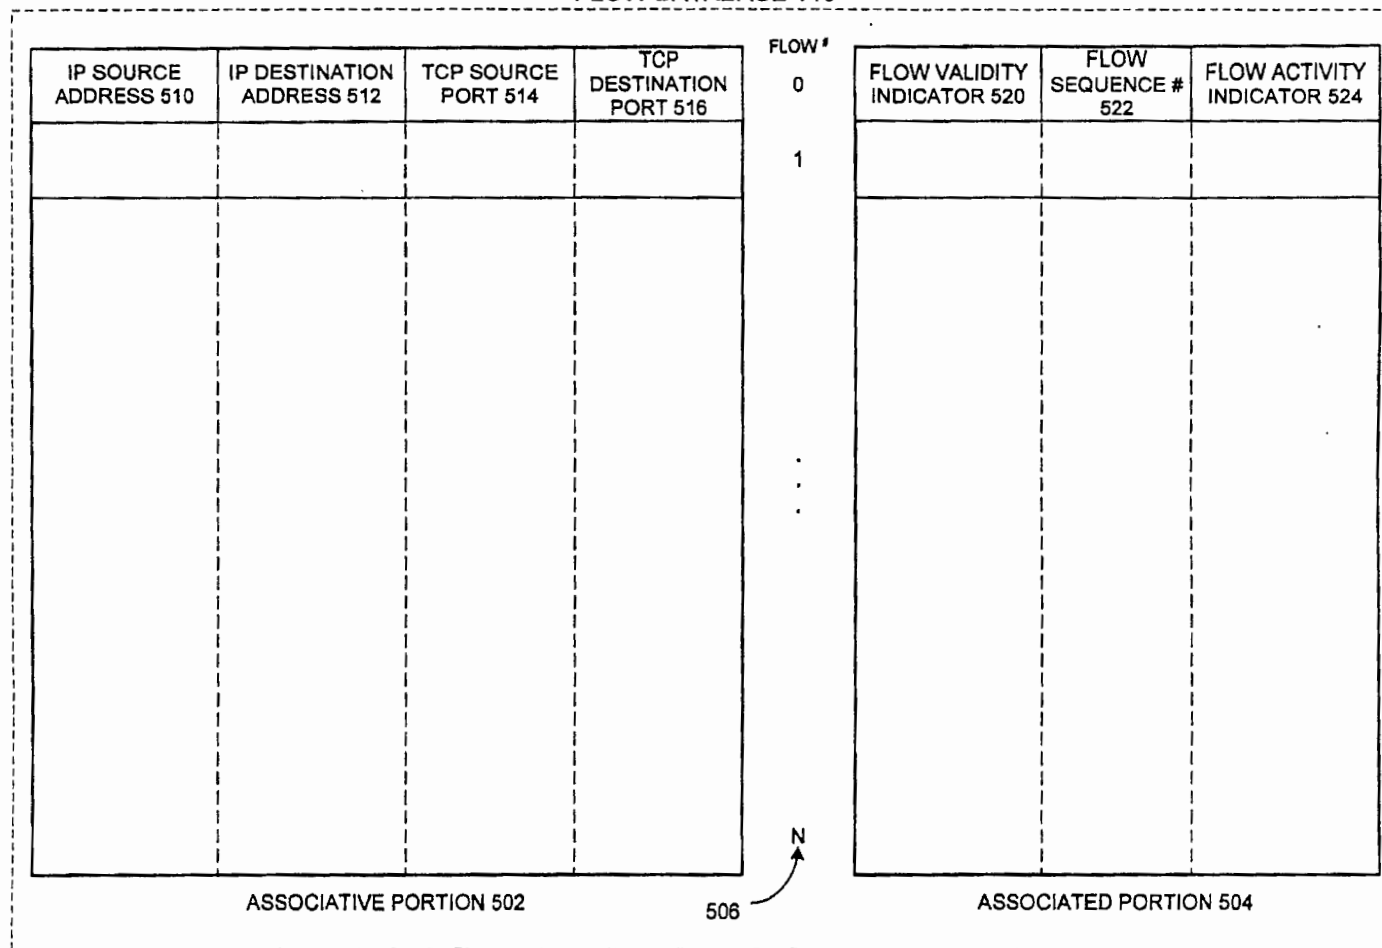 IP SOURCE
ADDRESS 510
IP DESTINATION
ADDRESS 512
TCP SOURCE
PORT 514
TCP
DESTINATION
PORT 516
FLOW #
0
1
N
506
FLOW VALIDITY
INDICATOR 520
FLOW
SEQUENCE #
522
FLOW ACTIVITY
INDICATOR 524
ASSOCIATIVE PORTION 502
ASSOCIATED PORTION 504